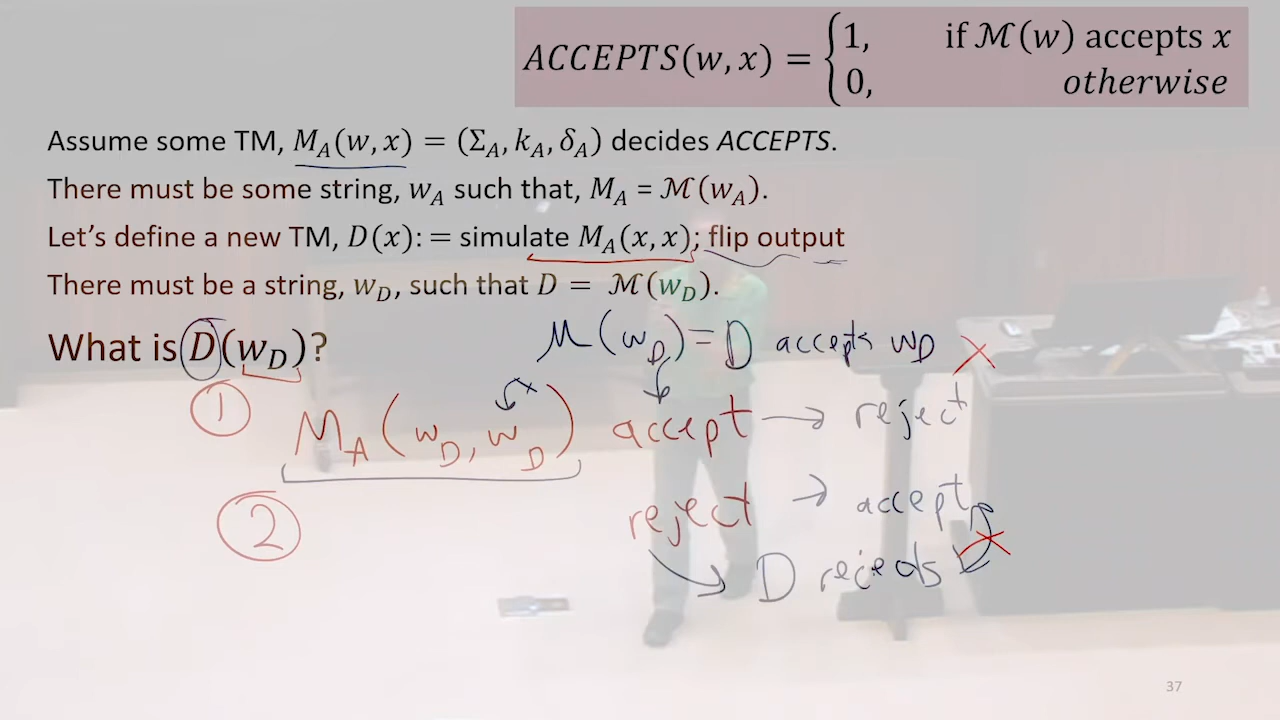 ACCEPTS(w, x) = { 1, if ℳ(w) accepts x
0, otherwise
Assume some TM, M_A(w, x) = (Σ_A, k_A, δ_A) decides ACCEPTS.
There must be some string, w_A such that, M_A = ℳ(w_A).
Let's define a new TM, D(x): = simulate M_A(x, x); flip output
There must be a string, w_D, such that D = ℳ(w_D).
What is D(w_D)?
M(w_D) = D accepts w_D X
① M_A(w_D, w_D) accept → reject
x
② reject → accept
D rejects X
37